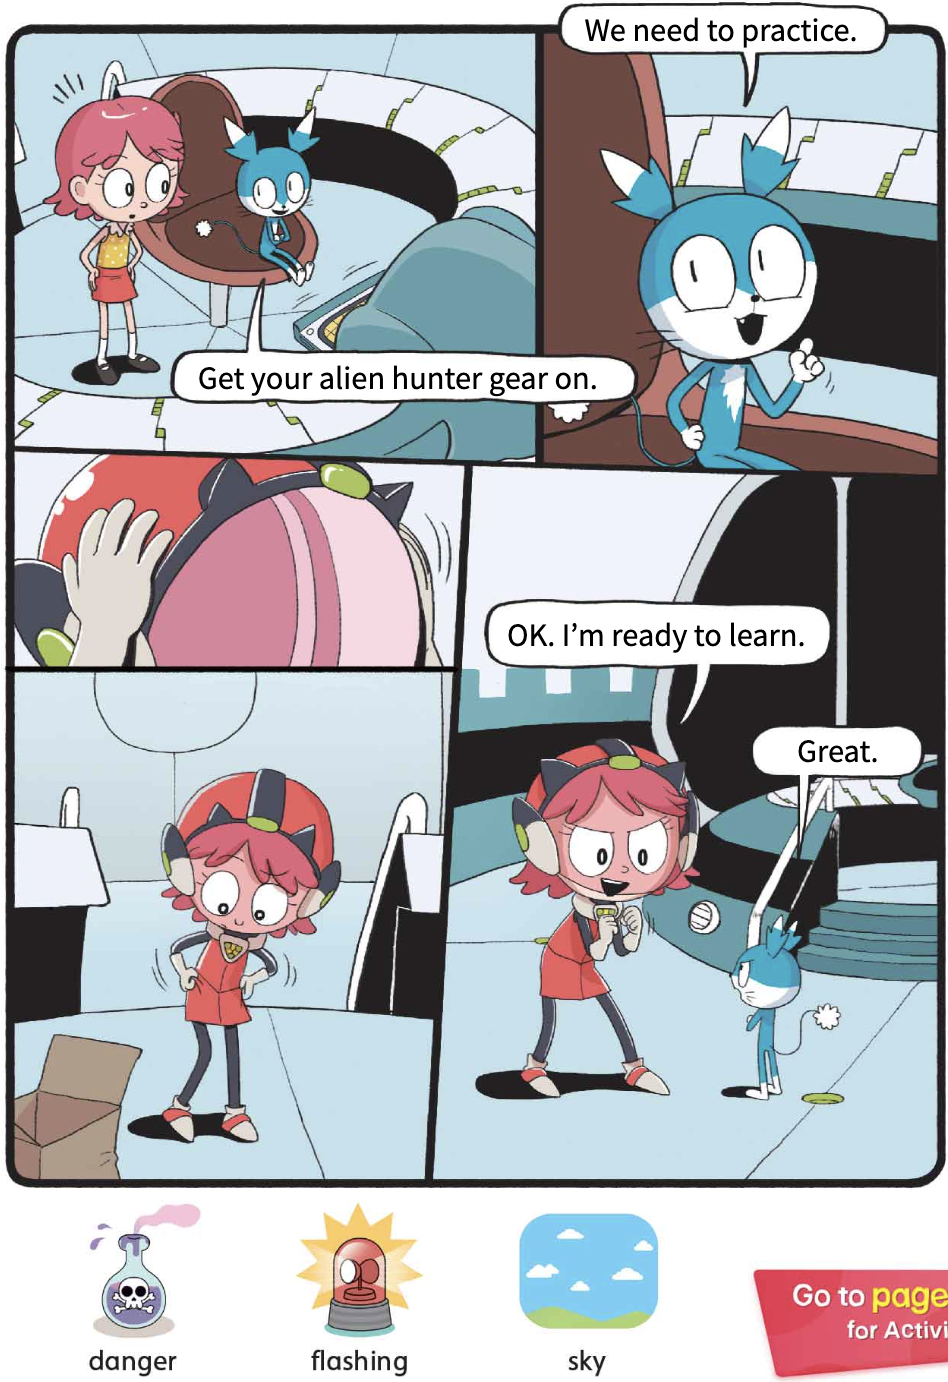 We need to practice.
Get your alien hunter gear on.
OK. I'm ready to learn.
Great.
danger
flashing
sky
Go to page
for Activi